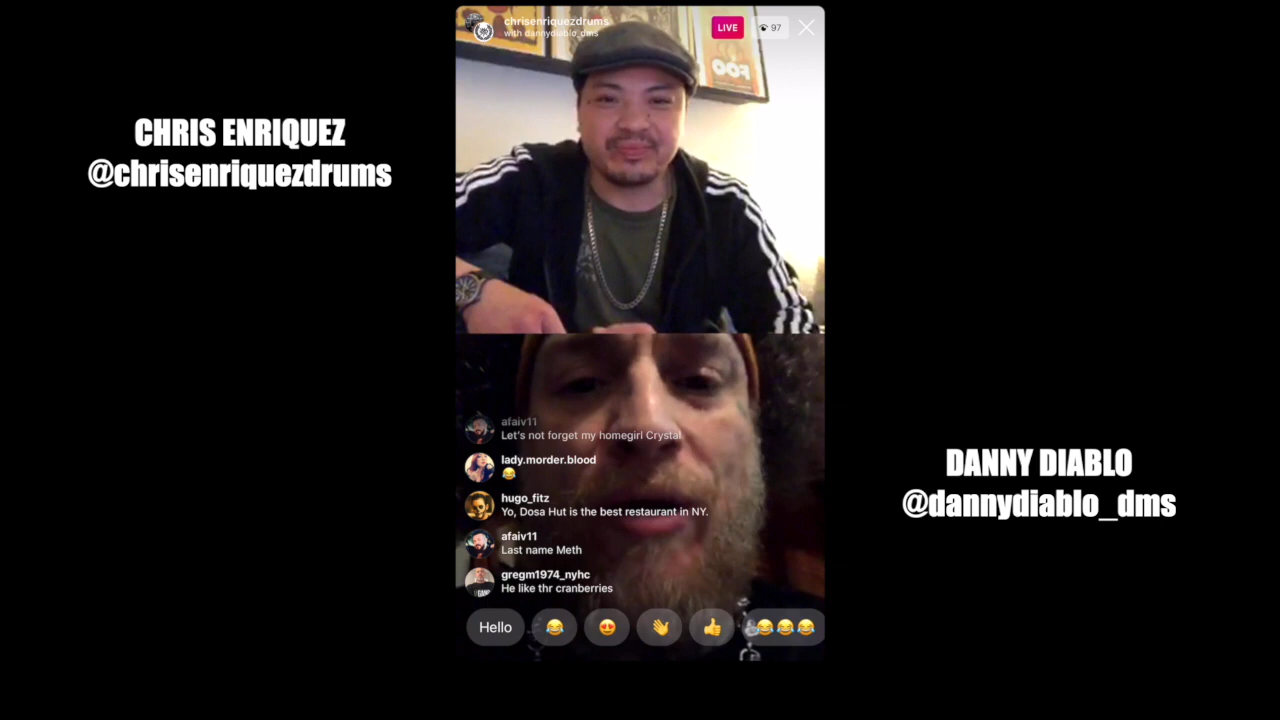 chrisenriquezdrums
with dannydiablo_dms
LIVE
97
FOO
CHRIS ENRIQUEZ
@chrisenriquezdrums
afaiv11
Let's not forget my homegirl Crystal
lady.morder.blood
😂
hugo_fitz
Yo, Dosa Hut is the best restaurant in NY.
afaiv11
Last name Meth
gregm1974_nyhc
He like thr cranberries
DANNY DIABLO
@dannydiablo_dms
Hello
😂
😍
👋
👍
😂😂😂